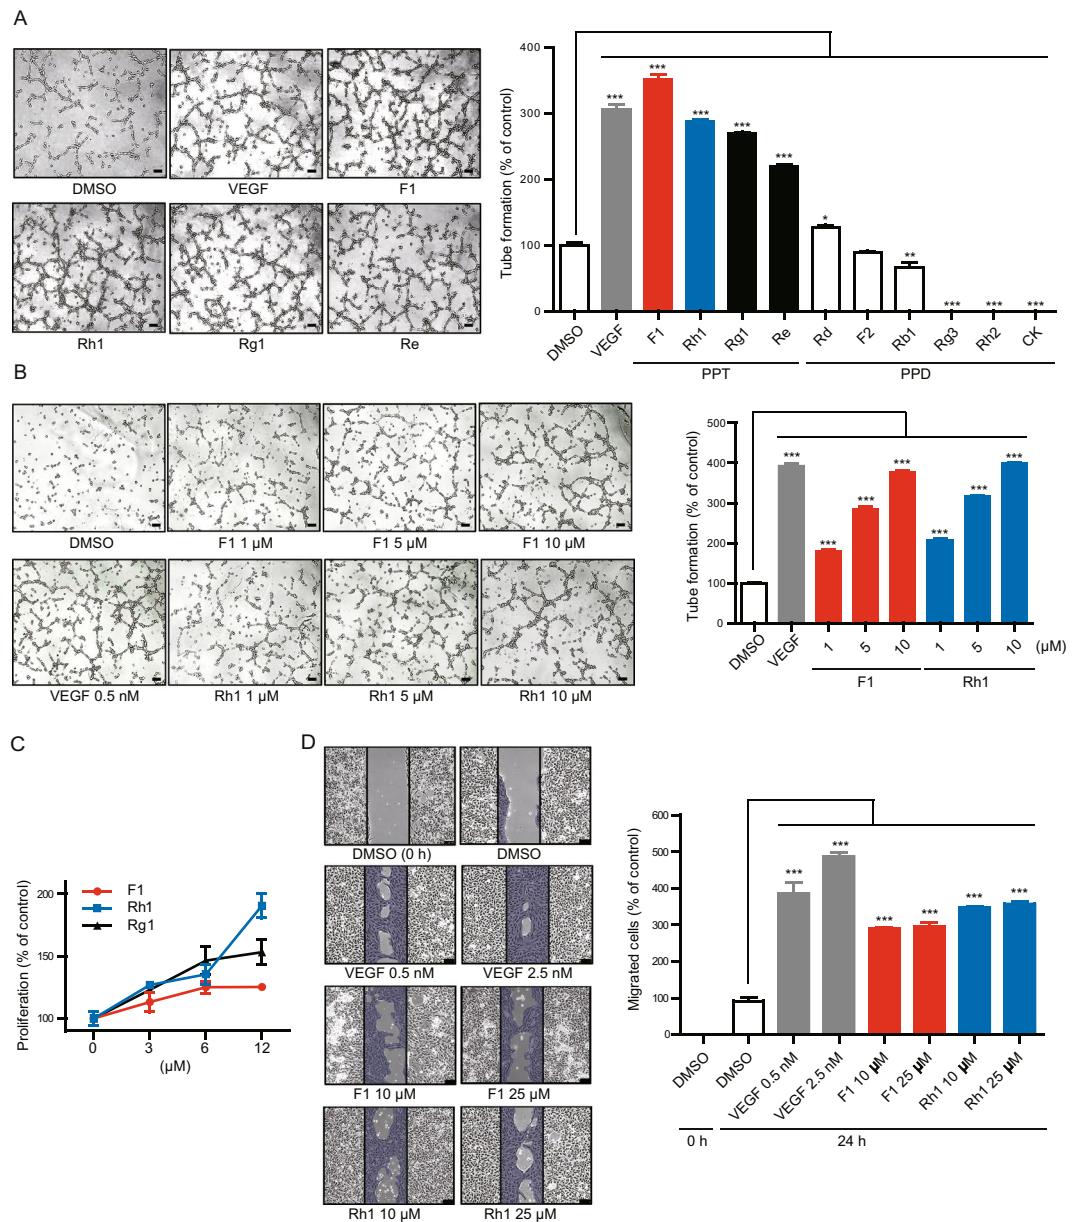 A
DMSO
VEGF
F1
Rh1
Rg1
Re
Tube formation (% of control)
400
300
200
100
0
***
***
***
***
***
*
**
***
***
***
DMSO
VEGF
F1
Rh1
Rg1
Re
Rd
F2
Rb1
Rg3
Rh2
CK
PPT
PPD
B
DMSO
F1 1 µM
F1 5 µM
F1 10 µM
VEGF 0.5 nM
Rh1 1 µM
Rh1 5 µM
Rh1 10 µM
Tube formation (% of control)
500
400
300
200
100
0
***
***
***
***
***
***
***
DMSO
VEGF
1
5
10
1
5
10
(µM)
F1
Rh1
C
Proliferation (% of control)
200
150
100
F1
Rh1
Rg1
0
3
6
12
(µM)
D
DMSO (0 h)
DMSO
VEGF 0.5 nM
VEGF 2.5 nM
F1 10 µM
F1 25 µM
Rh1 10 µM
Rh1 25 µM
Migrated cells (% of control)
600
500
400
300
200
100
0
***
***
***
***
***
***
DMSO
DMSO
VEGF 0.5 nM
VEGF 2.5 nM
F1 10 µM
F1 25 µM
Rh1 10 µM
Rh1 25 µM
0 h
24 h